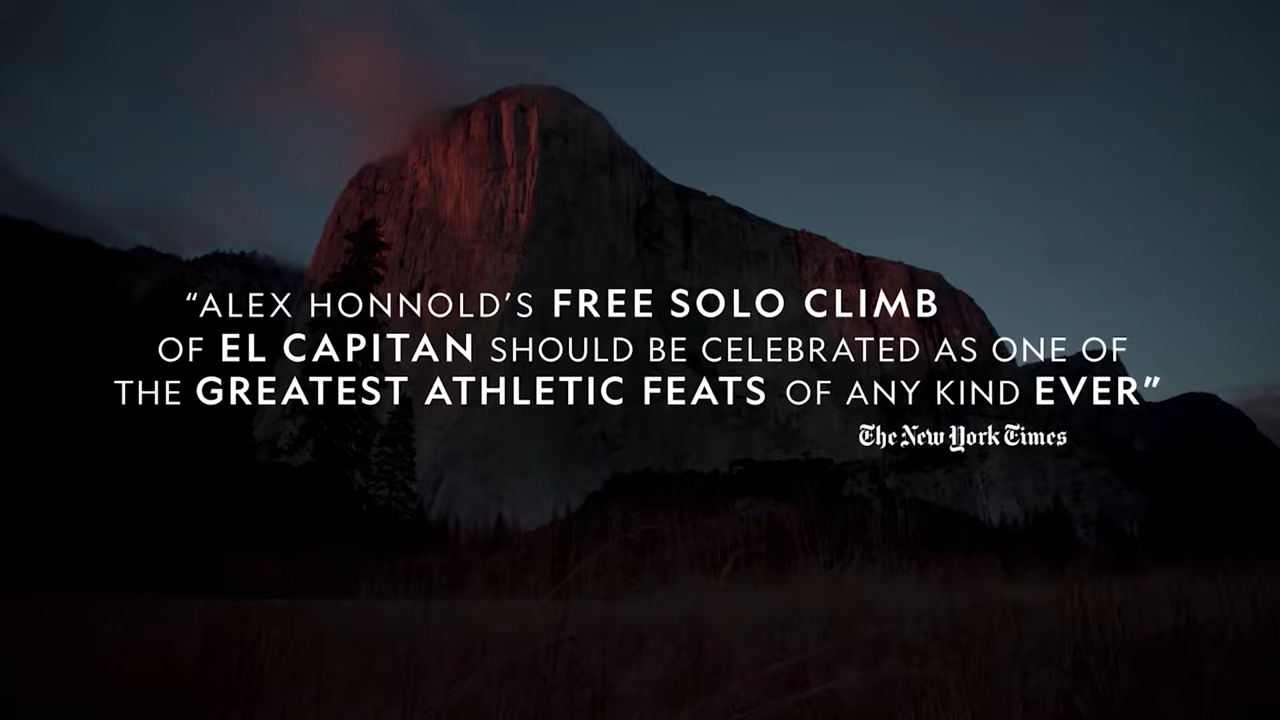 “ALEX HONNOLD’S FREE SOLO CLIMB
OF EL CAPITAN SHOULD BE CELEBRATED AS ONE OF
THE GREATEST ATHLETIC FEATS OF ANY KIND EVER”
The New York Times